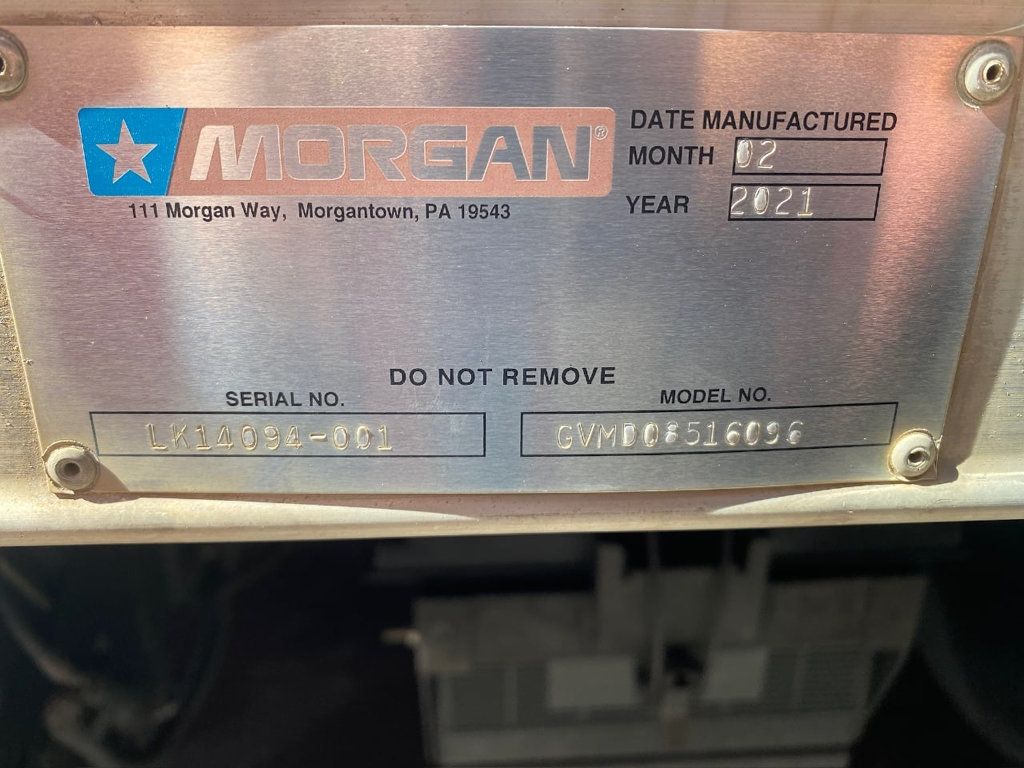 MORGAN®
111 Morgan Way, Morgantown, PA 19543
DATE MANUFACTURED
MONTH 02
YEAR 2021
DO NOT REMOVE
SERIAL NO.
LK14094-001
MODEL NO.
GVMD08516096